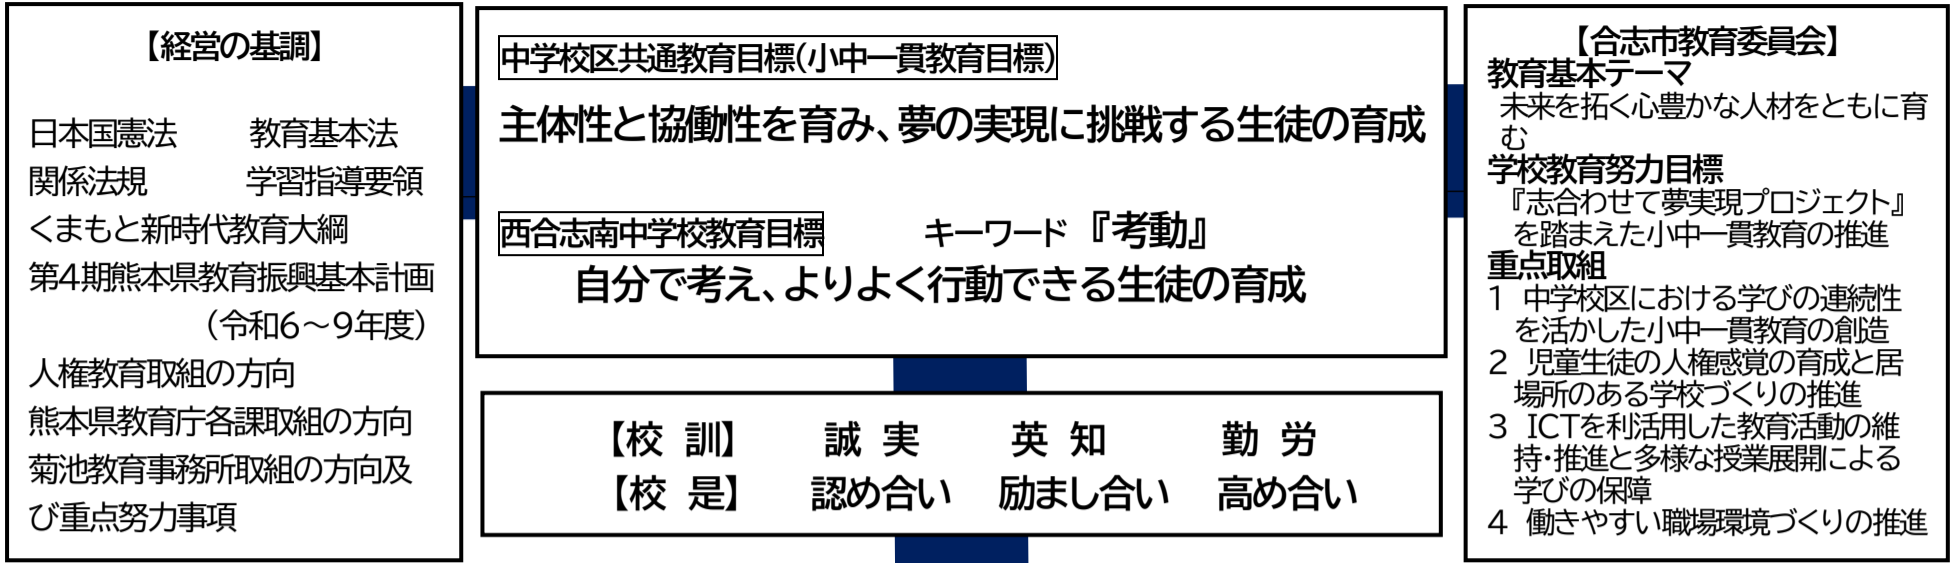 【経営の基調】
日本国憲法　教育基本法
関係法規　学習指導要領
くまもと新時代教育大綱
第4期熊本県教育振興基本計画
（令和6～9年度）
人権教育取組の方向
熊本県教育庁各課取組の方向
菊池教育事務所取組の方向及
び重点努力事項
中学校区共通教育目標(小中一貫教育目標)
主体性と協働性を育み、夢の実現に挑戦する生徒の育成
西合志南中学校教育目標　キーワード『考動』
自分で考え、よりよく行動できる生徒の育成
【校 訓】　誠 実　英 知　勤 労
【校 是】　認め合い　励まし合い　高め合い
【合志市教育委員会】
教育基本テーマ
未来を拓く心豊かな人材をともに育
む
学校教育努力目標
『志合わせて夢実現プロジェクト』
を踏まえた小中一貫教育の推進
重点取組
1 中学校区における学びの連続性
を活かした小中一貫教育の創造
2 児童生徒の人権感覚の育成と居
場所のある学校づくりの推進
3 ICTを利活用した教育活動の維
持・推進と多様な授業展開による
学びの保障
4 働きやすい職場環境づくりの推進